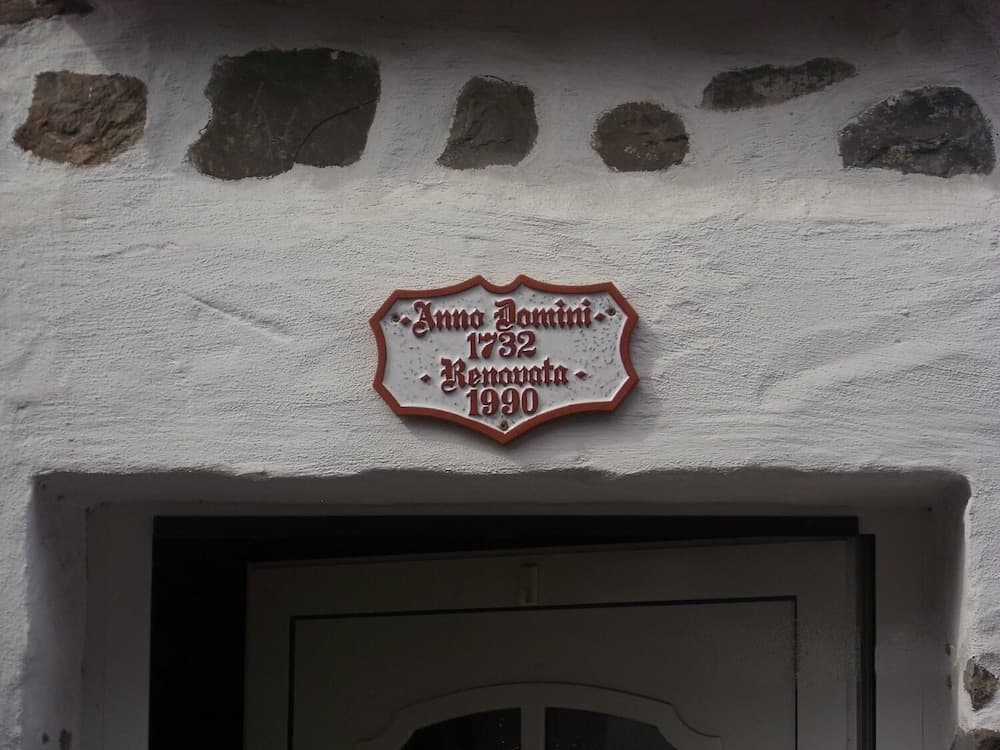 Anno Domini
1732
Renovata
1990